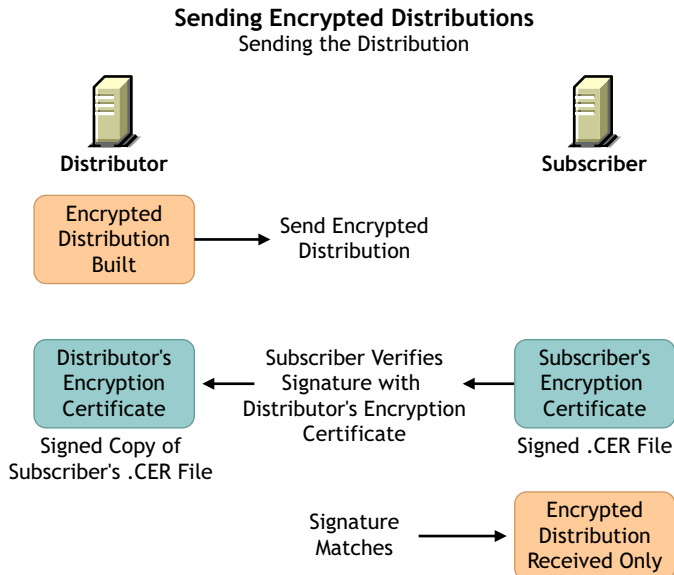 Sending Encrypted Distributions
Sending the Distribution
Distributor
Subscriber
Encrypted
Distribution
Built
Send Encrypted
Distribution
Distributor's
Encryption
Certificate
Subscriber Verifies
Signature with
Distributor's Encryption
Certificate
Subscriber's
Encryption
Certificate
Signed Copy of
Subscriber's .CER File
Signed .CER File
Signature
Matches
Encrypted
Distribution
Received Only